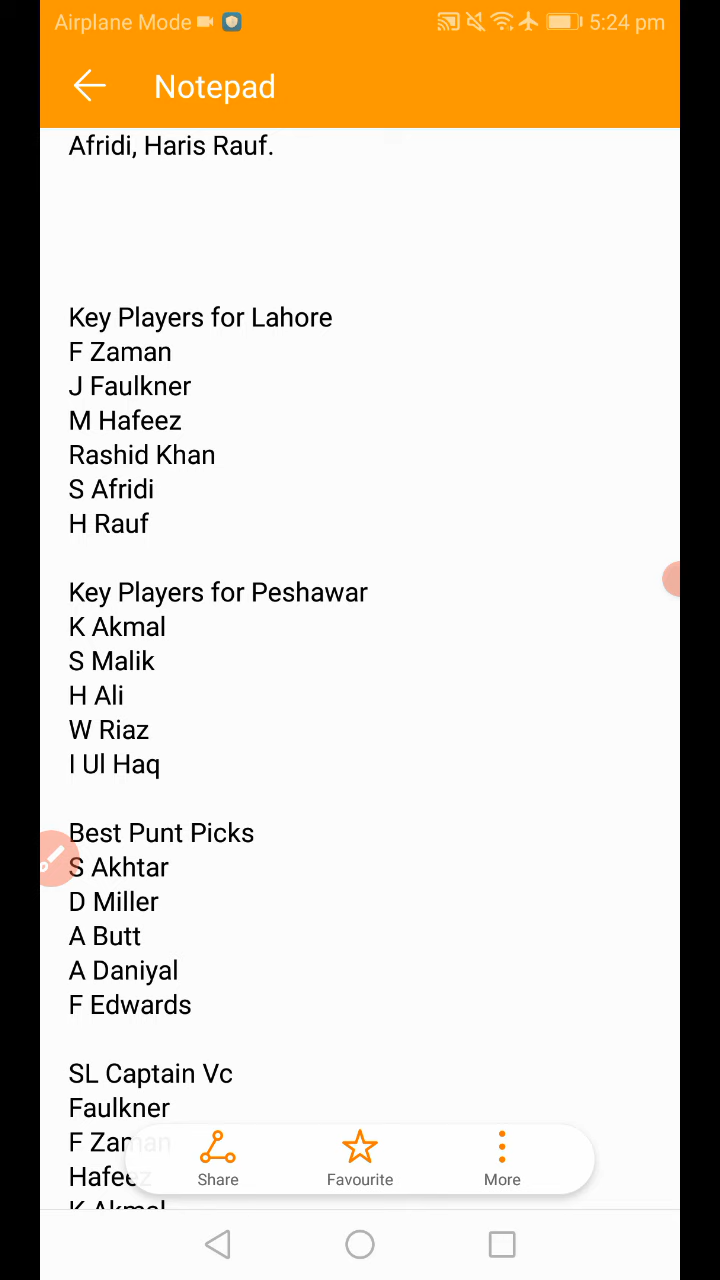 Airplane Mode 5:24 pm
Notepad
Afridi, Haris Rauf.
Key Players for Lahore
F Zaman
J Faulkner
M Hafeez
Rashid Khan
S Afridi
H Rauf
Key Players for Peshawar
K Akmal
S Malik
H Ali
W Riaz
I Ul Haq
Best Punt Picks
S Akhtar
D Miller
A Butt
A Daniyal
F Edwards
SL Captain Vc
Faulkner
F Zaman
Hafeez
K Akmal
Share Favourite More